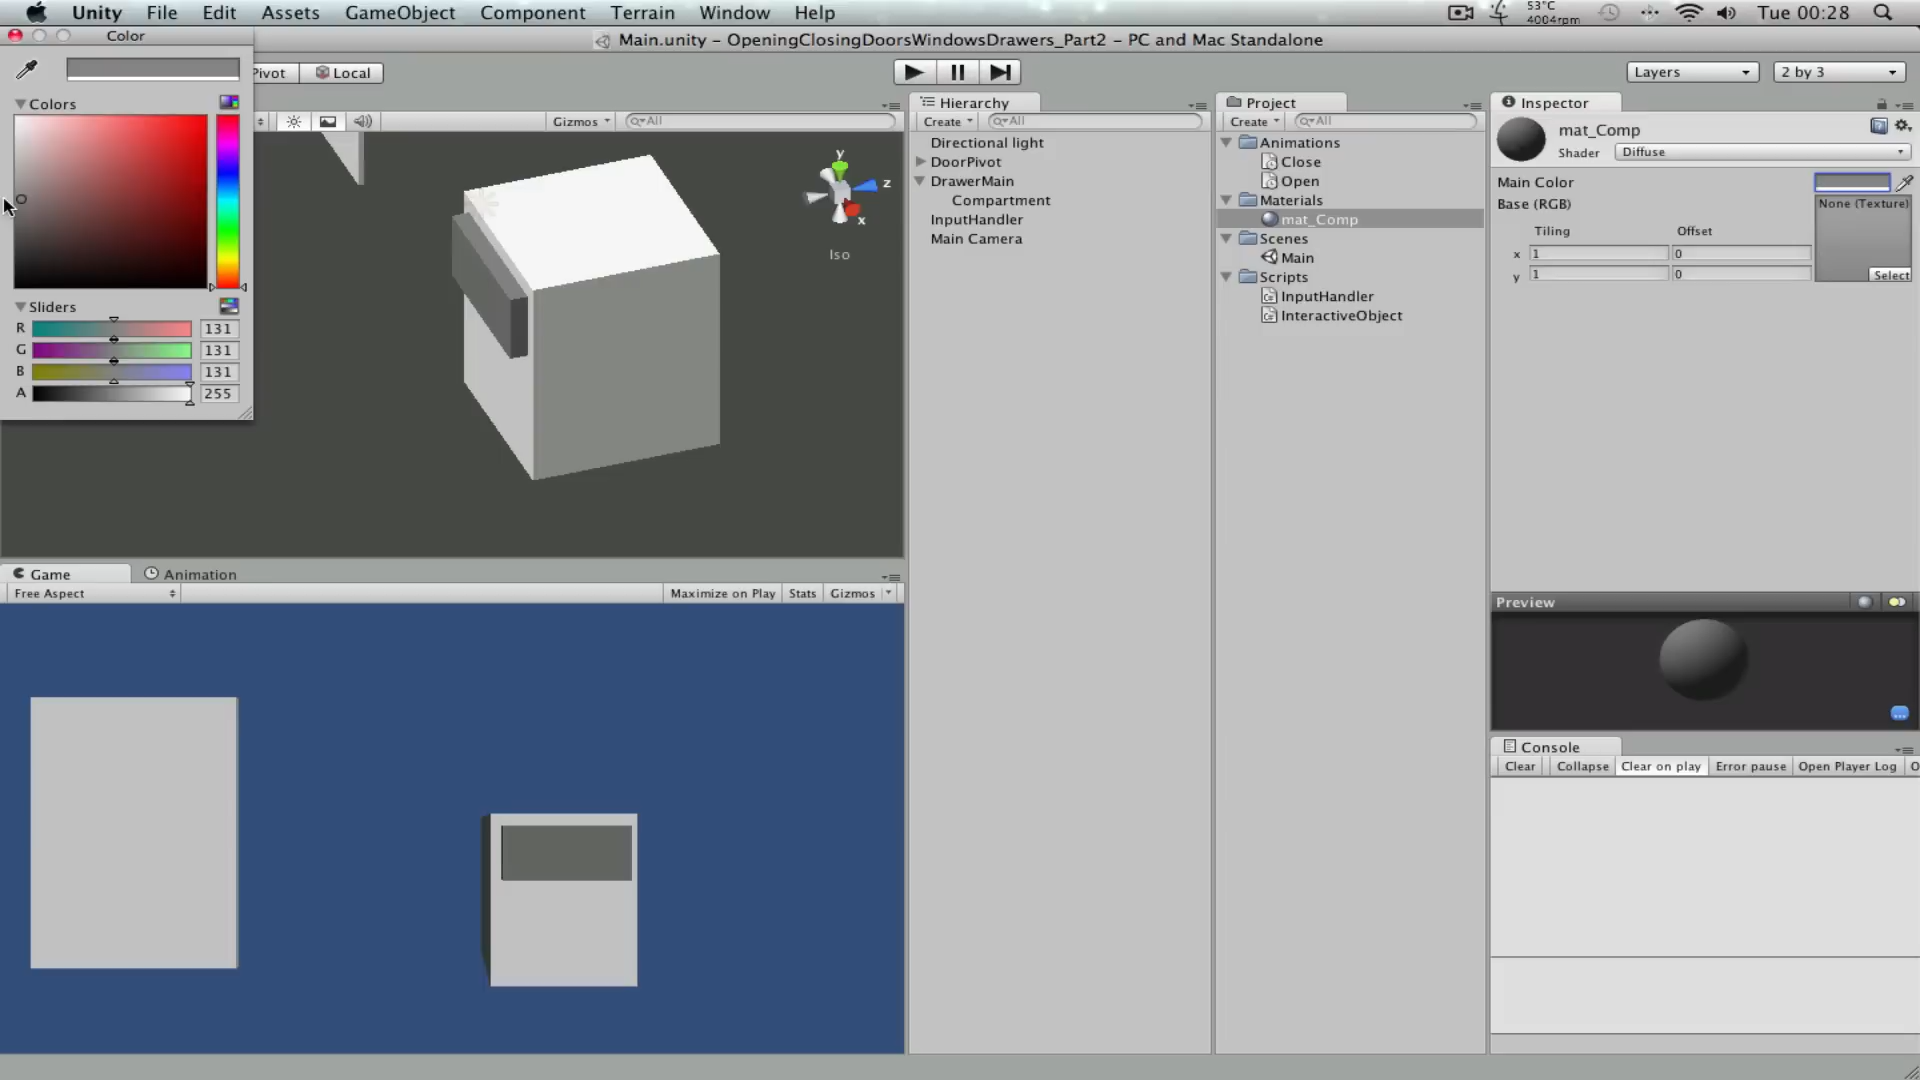 Unity File Edit Assets GameObject Component Terrain Window Help 53°C 4004rpm Tue 00:28
Color
Main.unity – OpeningClosingDoorsWindowsDrawers_Part2 – PC and Mac Standalone
Pivot Local Layers 2 by 3
Colors
Gizmos All
Hierarchy
Create All
Directional light
DoorPivot
DrawerMain
Compartment
InputHandler
Main Camera
Project
Create All
Animations
Close
Open
Materials
mat_Comp
Scenes
Main
Scripts
InputHandler
InteractiveObject
Inspector
mat_Comp
Shader Diffuse
Main Color
Base (RGB) None (Texture)
Tiling Offset
x 1 0
y 1 0
Select
y
z
x
Iso
Sliders
R 131
G 131
B 131
A 255
Game Animation
Free Aspect Maximize on Play Stats Gizmos
Preview
Console
Clear Collapse Clear on play Error pause Open Player Log O